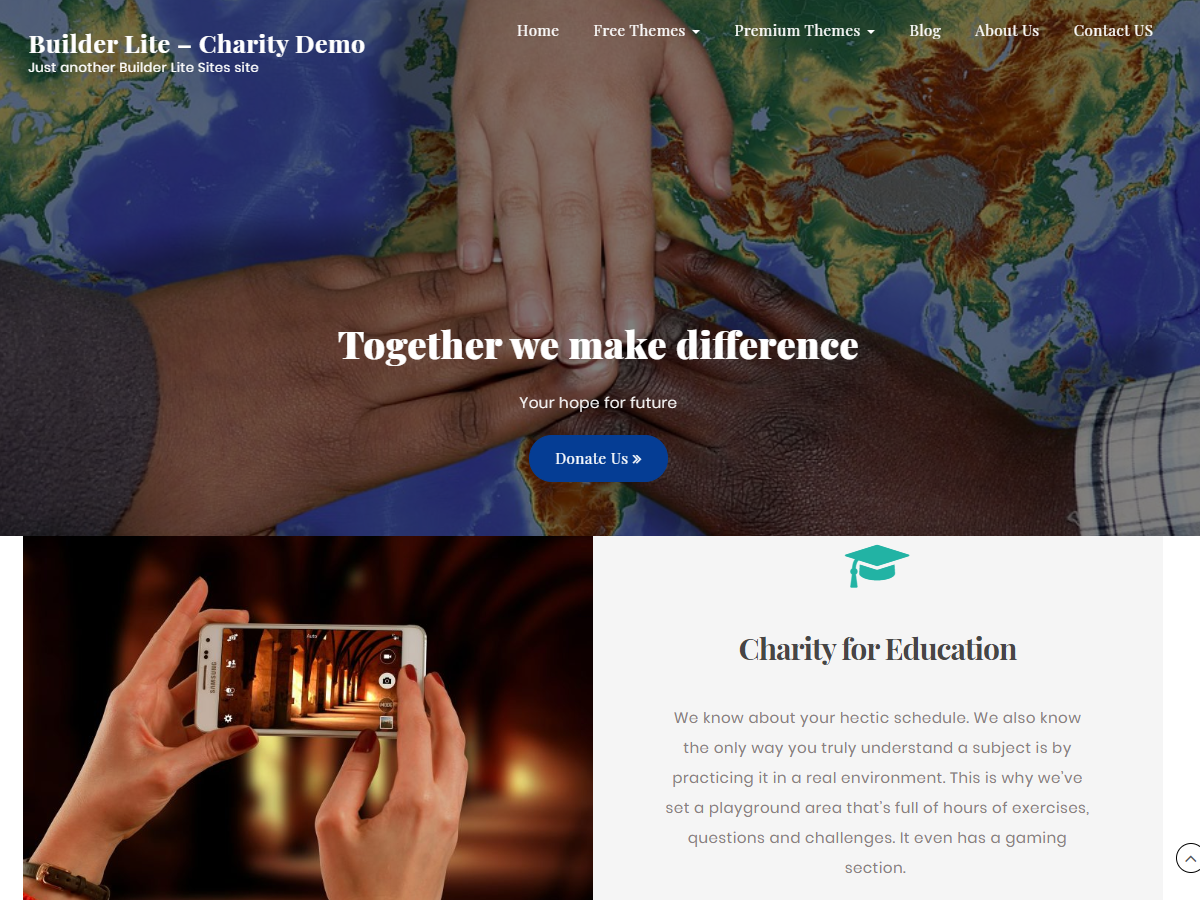 Builder Lite – Charity Demo
Just another Builder Lite Sites site
Home Free Themes Premium Themes Blog About Us Contact US
Together we make difference
Your hope for future
Donate Us »
Charity for Education
We know about your hectic schedule. We also know
the only way you truly understand a subject is by
practicing it in a real environment. This is why we've
set a playground area that's full of hours of exercises,
questions and challenges. It even has a gaming
section.
Auto
SAMSUNG
MODE